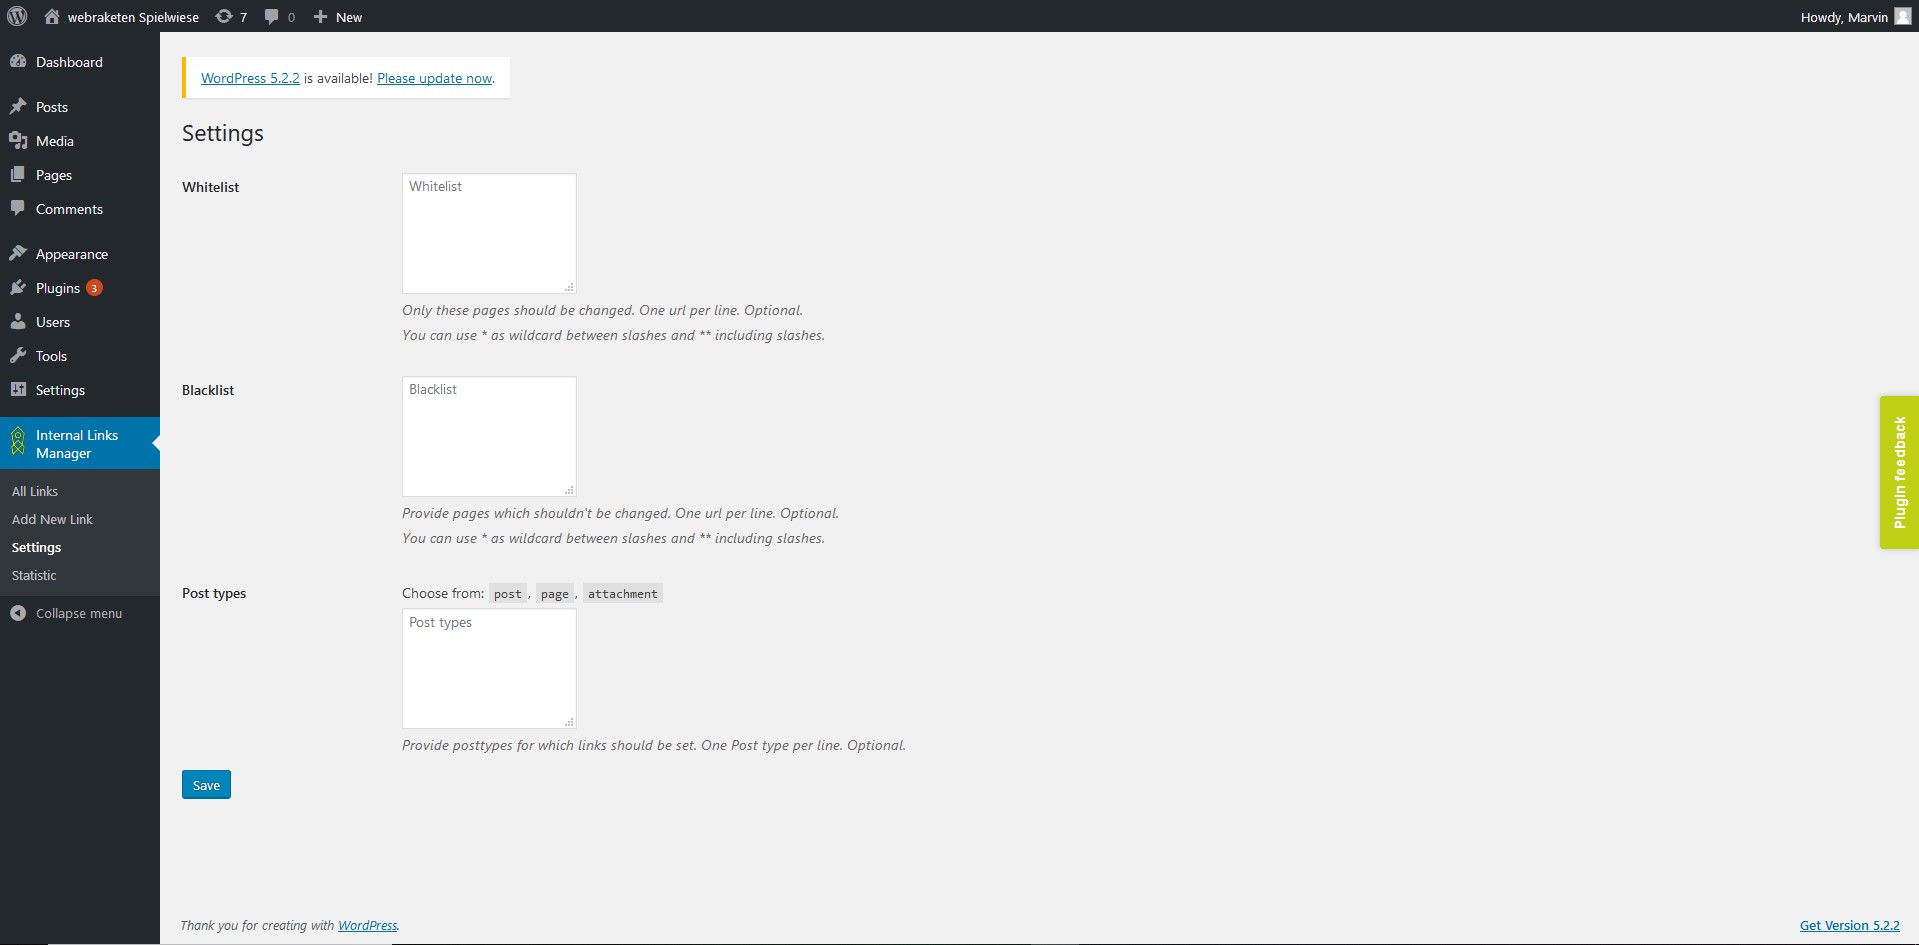 webraketen Spielwiese 7 0 New Howdy, Marvin
Dashboard
Posts
Media
Pages
Comments
Appearance
Plugins 3
Users
Tools
Settings
Internal Links
Manager
All Links
Add New Link
Settings
Statistic
Collapse menu
WordPress 5.2.2 is available! Please update now.
Settings
Whitelist
Whitelist
Only these pages should be changed. One url per line. Optional.
You can use * as wildcard between slashes and ** including slashes.
Blacklist
Blacklist
Provide pages which shouldn't be changed. One url per line. Optional.
You can use * as wildcard between slashes and ** including slashes.
Post types
Choose from: post, page, attachment
Post types
Provide posttypes for which links should be set. One Post type per line. Optional.
Save
Plugin feedback
Thank you for creating with WordPress.
Get Version 5.2.2